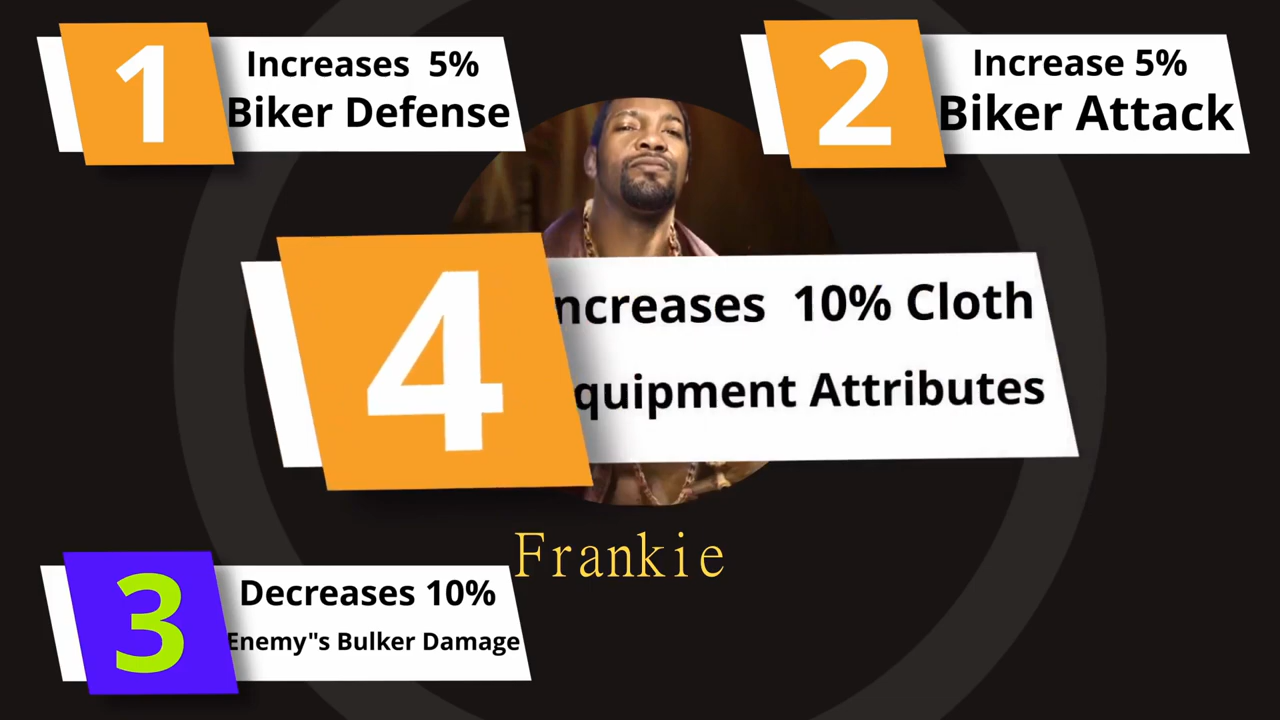 1
Increases 5%
Biker Defense
2
Increase 5%
Biker Attack
4
ncreases 10% Cloth
quipment Attributes
Frankie
3
Decreases 10%
Enemy"s Bulker Damage